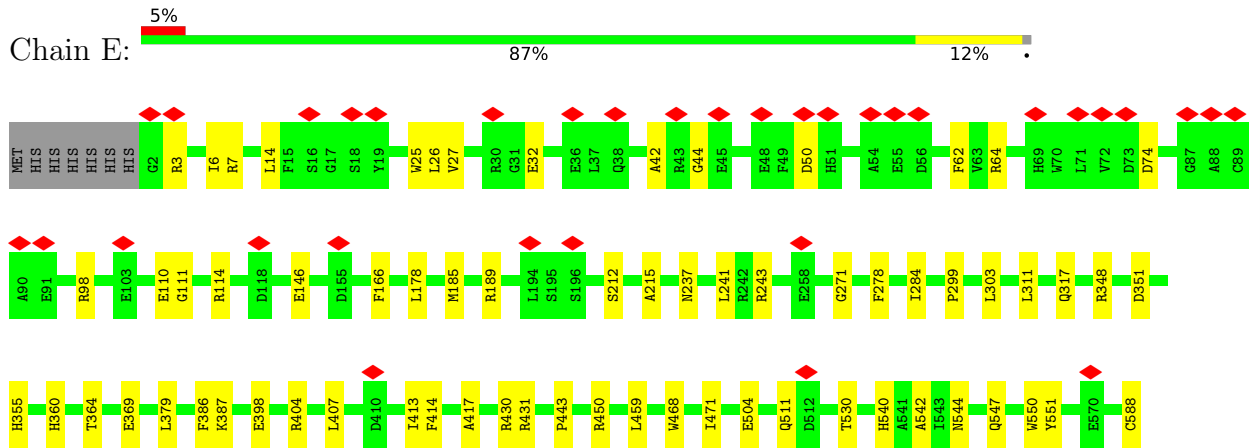 5%
Chain E:
87%
12%
MET HIS HIS HIS HIS HIS HIS G2 R3 I6 R7 L14 F15 S16 G17 S18 Y19 W25 L26 V27 R30 G31 E32 E36 L37 Q38 A42 R43 G44 E45 E48 F49 D50 H51 A54 E55 D56 F62 V63 R64 H69 W70 L71 V72 D73 D74 G87 A88 C89
A90 E91 R98 E103 E110 G111 R114 D118 E146 D155 F166 L178 M185 R189 L194 S195 S196 S212 A215 N237 L241 R242 R243 E258 G271 F278 I284 P299 L303 L311 Q317 R348 D351
H355 H360 T364 E369 L379 F386 K387 E398 R404 L407 D410 I413 F414 A417 R430 R431 P443 R450 L459 W468 I471 E504 Q511 D512 T530 H540 A541 A542 I543 N544 Q547 W550 Y551 E570 C588